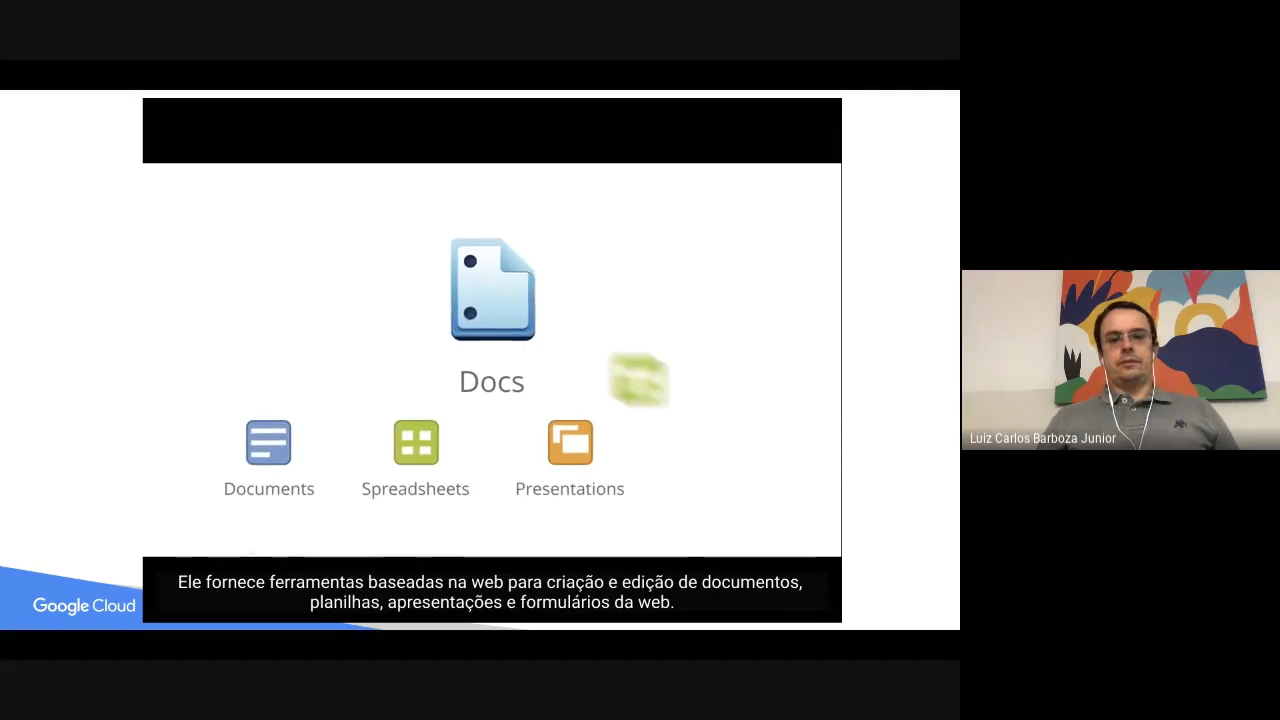 Docs
Documents
Spreadsheets
Presentations
Ele fornece ferramentas baseadas na web para criação e edição de documentos,
planilhas, apresentações e formulários da web.
Google Cloud
Luiz Carlos Barboza Junior